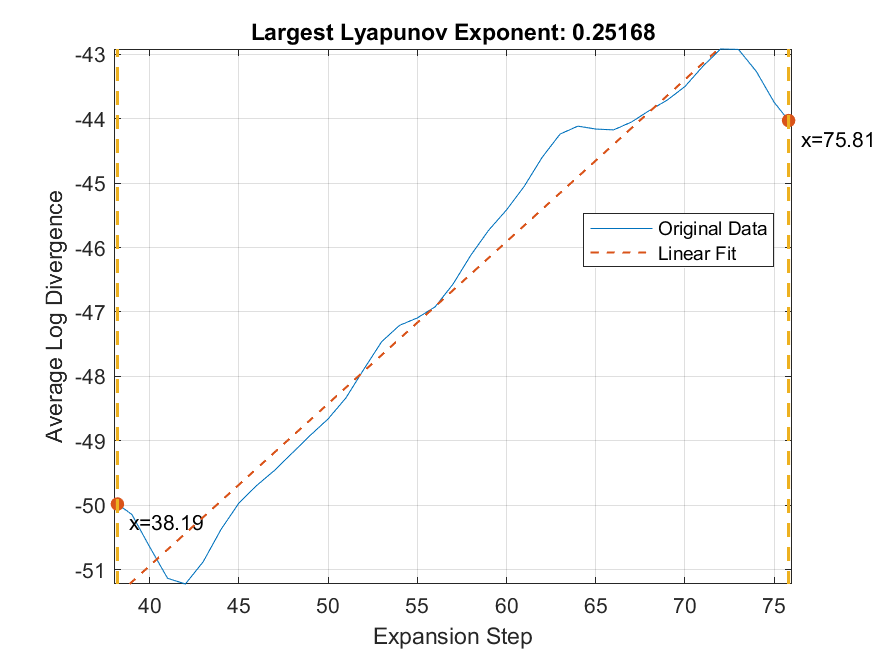 Largest Lyapunov Exponent: 0.25168
Average Log Divergence
-43
-44
-45
-46
-47
-48
-49
-50
-51
x=75.81
Original Data
Linear Fit
x=38.19
40
45
50
55
60
65
70
75
Expansion Step